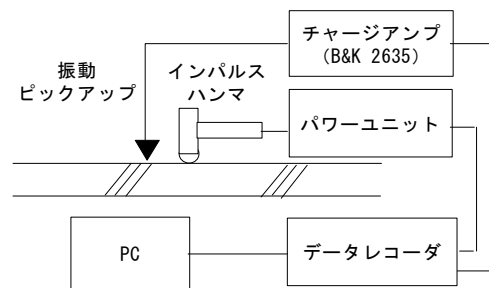 チャージアンプ
(B&K 2635)
振動
ピックアップ
インパルス
ハンマ
パワーユニット
PC
データレコーダ